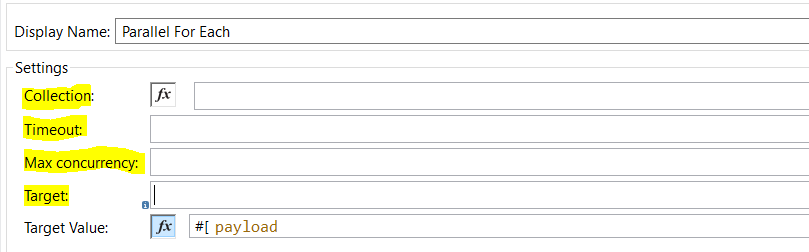 Display Name: Parallel For Each
Settings
Collection: fx
Timeout:
Max concurrency:
Target:
Target Value: fx #[ payload